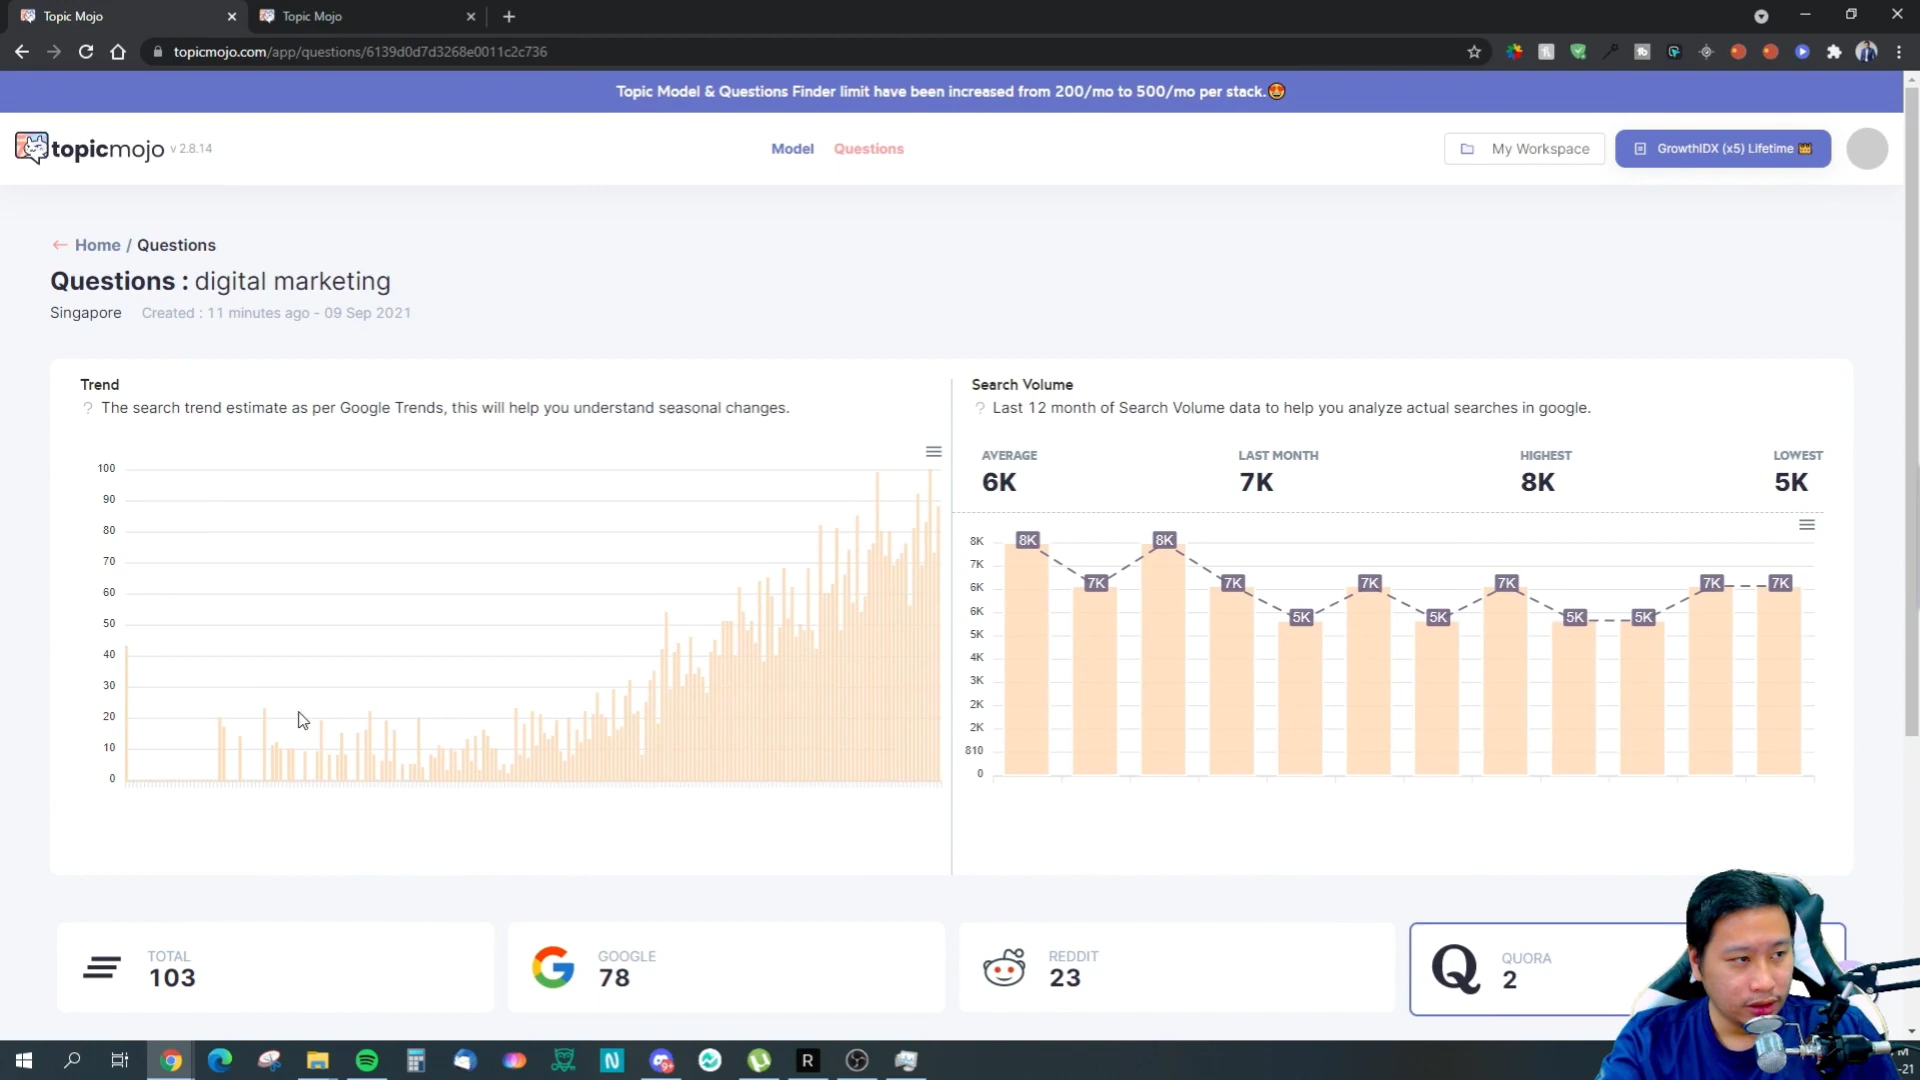 Topic Mojo
Topic Mojo
topicmojo.com/app/questions/6139d0d7d3268e0011c2c736
Topic Model & Questions Finder limit have been increased from 200/mo to 500/mo per stack.😍
topicmojo v 2.8.14
Model
Questions
My Workspace
GrowthIDX (x5) Lifetime
← Home / Questions
Questions : digital marketing
Singapore Created : 11 minutes ago - 09 Sep 2021
Trend
? The search trend estimate as per Google Trends, this will help you understand seasonal changes.
100
90
80
70
60
50
40
30
20
10
0
Search Volume
? Last 12 month of Search Volume data to help you analyze actual searches in google.
AVERAGE
6K
LAST MONTH
7K
HIGHEST
8K
LOWEST
5K
8K
7K
6K
6K
5K
4K
3K
2K
2K
810
0
8K
7K
8K
7K
5K
7K
5K
7K
5K
5K
7K
7K
TOTAL
103
GOOGLE
78
REDDIT
23
QUORA
2